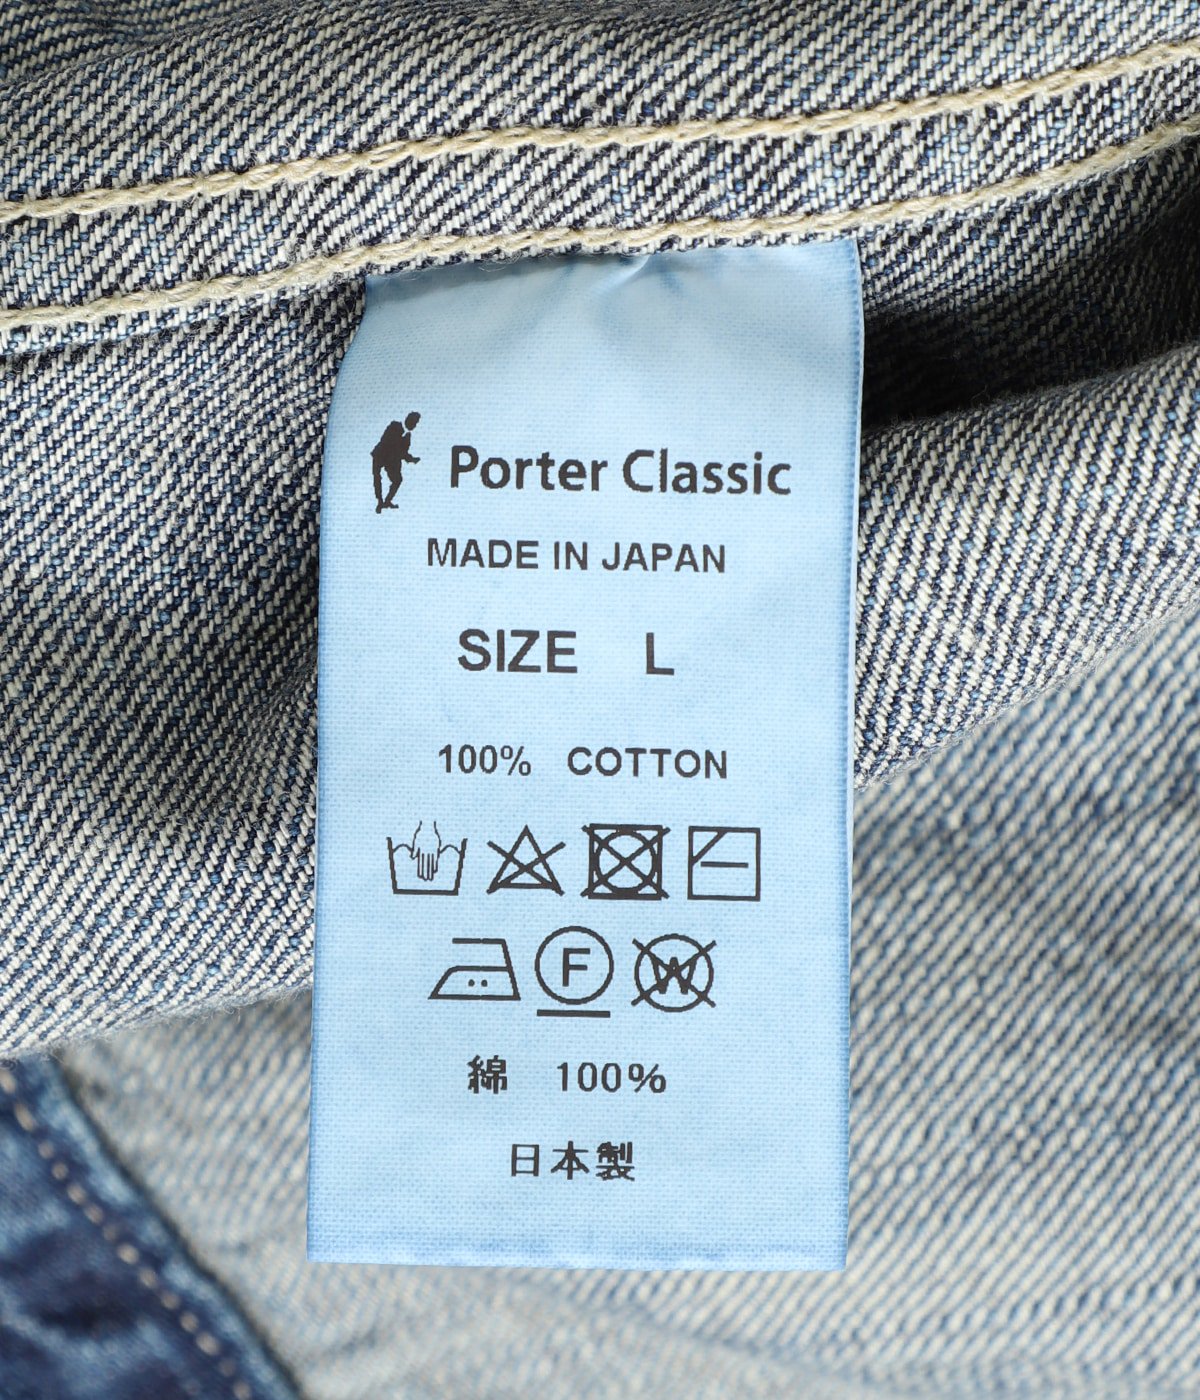 Porter Classic
MADE IN JAPAN
SIZE L
100% COTTON
F W
綿 100%
日本製